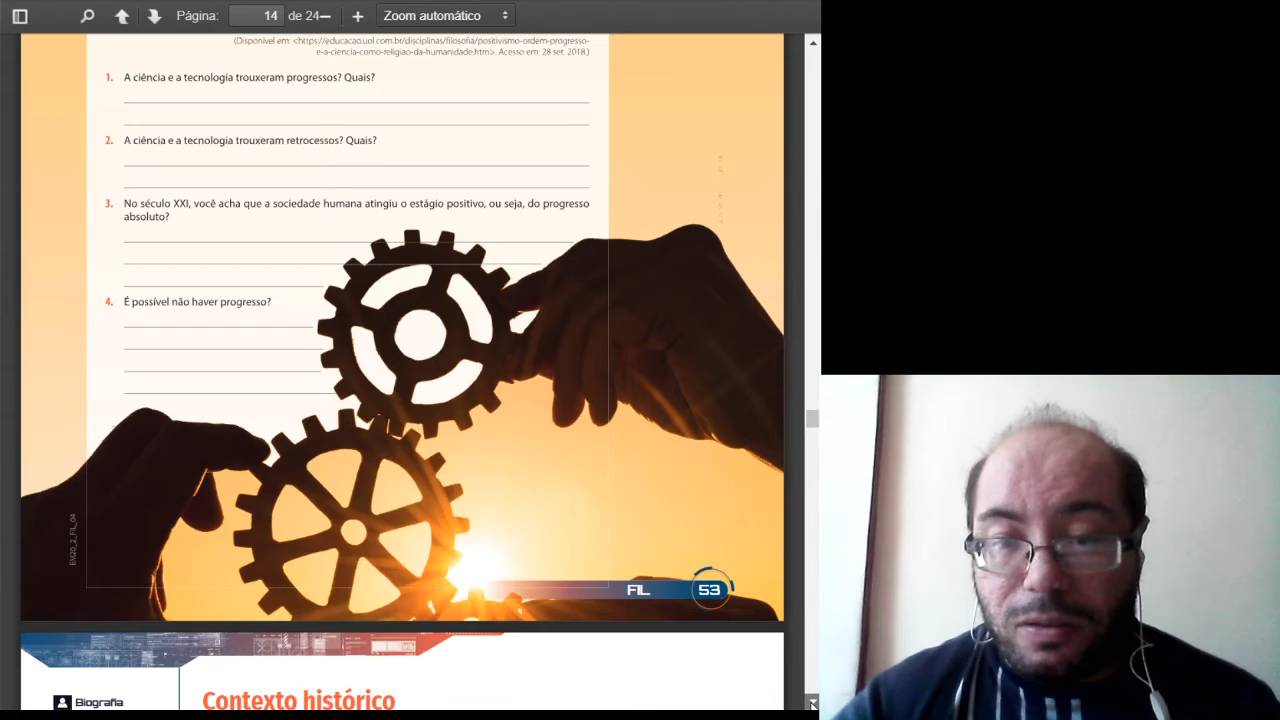 Página: 14 de 24
Zoom automático
(Disponível em: <https://educacao.uol.com.br/disciplinas/filosofia/positivismo-ordem-progresso-
e-a-ciencia-como-religiao-da-humanidade.htm>. Acesso em: 28 set. 2018.)
1. A ciência e a tecnologia trouxeram progressos? Quais?
2. A ciência e a tecnologia trouxeram retrocessos? Quais?
3. No século XXI, você acha que a sociedade humana atingiu o estágio positivo, ou seja, do progresso
absoluto?
4. É possível não haver progresso?
EM20_2_FIL_04
FIL 53
Biografia
Contexto histórico